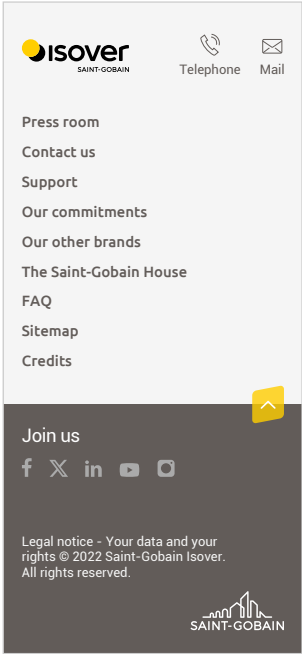 isover
SAINT-GOBAIN
Telephone
Mail
Press room
Contact us
Support
Our commitments
Our other brands
The Saint-Gobain House
FAQ
Sitemap
Credits
Join us
Legal notice - Your data and your
rights © 2022 Saint-Gobain Isover.
All rights reserved.
SAINT-GOBAIN